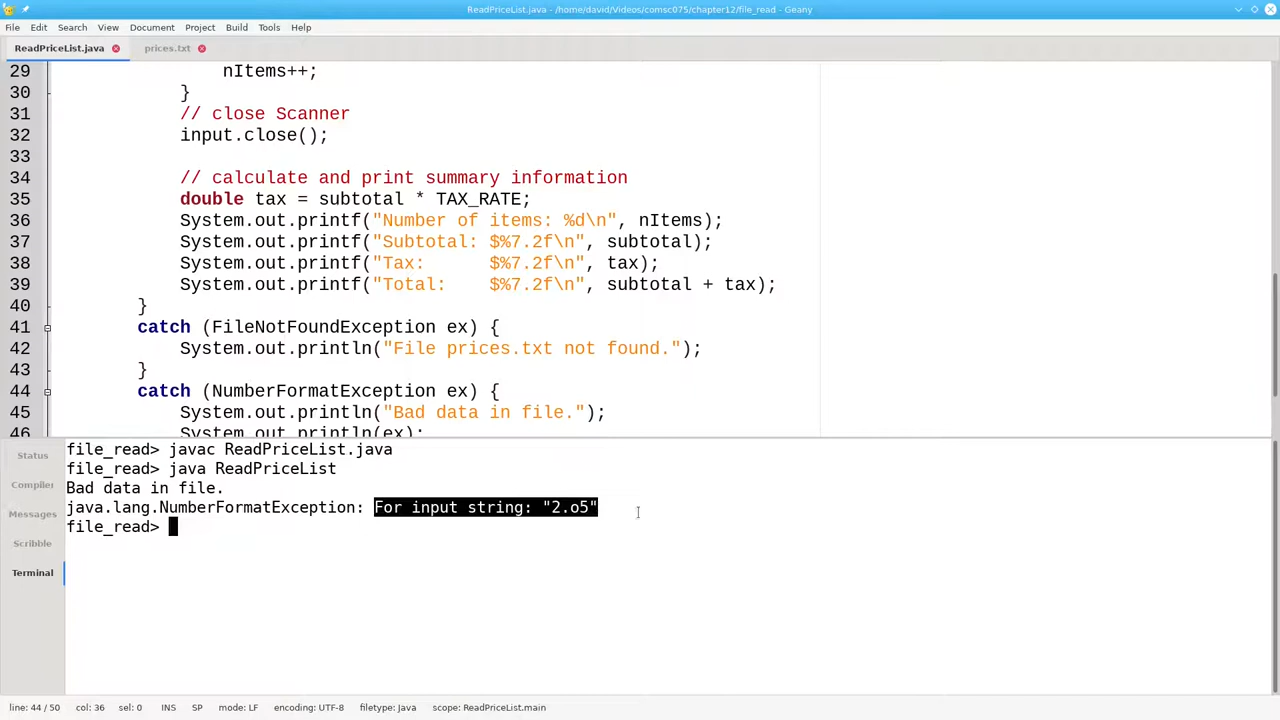 ReadPriceList.java - /home/david/Videos/comsc075/chapter12/file_read - Geany
File Edit Search View Document Project Build Tools Help
ReadPriceList.java prices.txt
29 nItems++;
30 }
31 // close Scanner
32 input.close();
33
34 // calculate and print summary information
35 double tax = subtotal * TAX_RATE;
36 System.out.printf("Number of items: %d\n", nItems);
37 System.out.printf("Subtotal: $%7.2f\n", subtotal);
38 System.out.printf("Tax:      $%7.2f\n", tax);
39 System.out.printf("Total:    $%7.2f\n", subtotal + tax);
40 }
41 catch (FileNotFoundException ex) {
42 System.out.println("File prices.txt not found.");
43 }
44 catch (NumberFormatException ex) {
45 System.out.println("Bad data in file.");
46 System.out.println(ex);
Status
Compiler
Messages
Scribble
Terminal
file_read> javac ReadPriceList.java
file_read> java ReadPriceList
Bad data in file.
java.lang.NumberFormatException: For input string: "2.o5"
file_read>
line: 44 / 50 col: 36 sel: 0 INS SP mode: LF encoding: UTF-8 filetype: Java scope: ReadPriceList.main